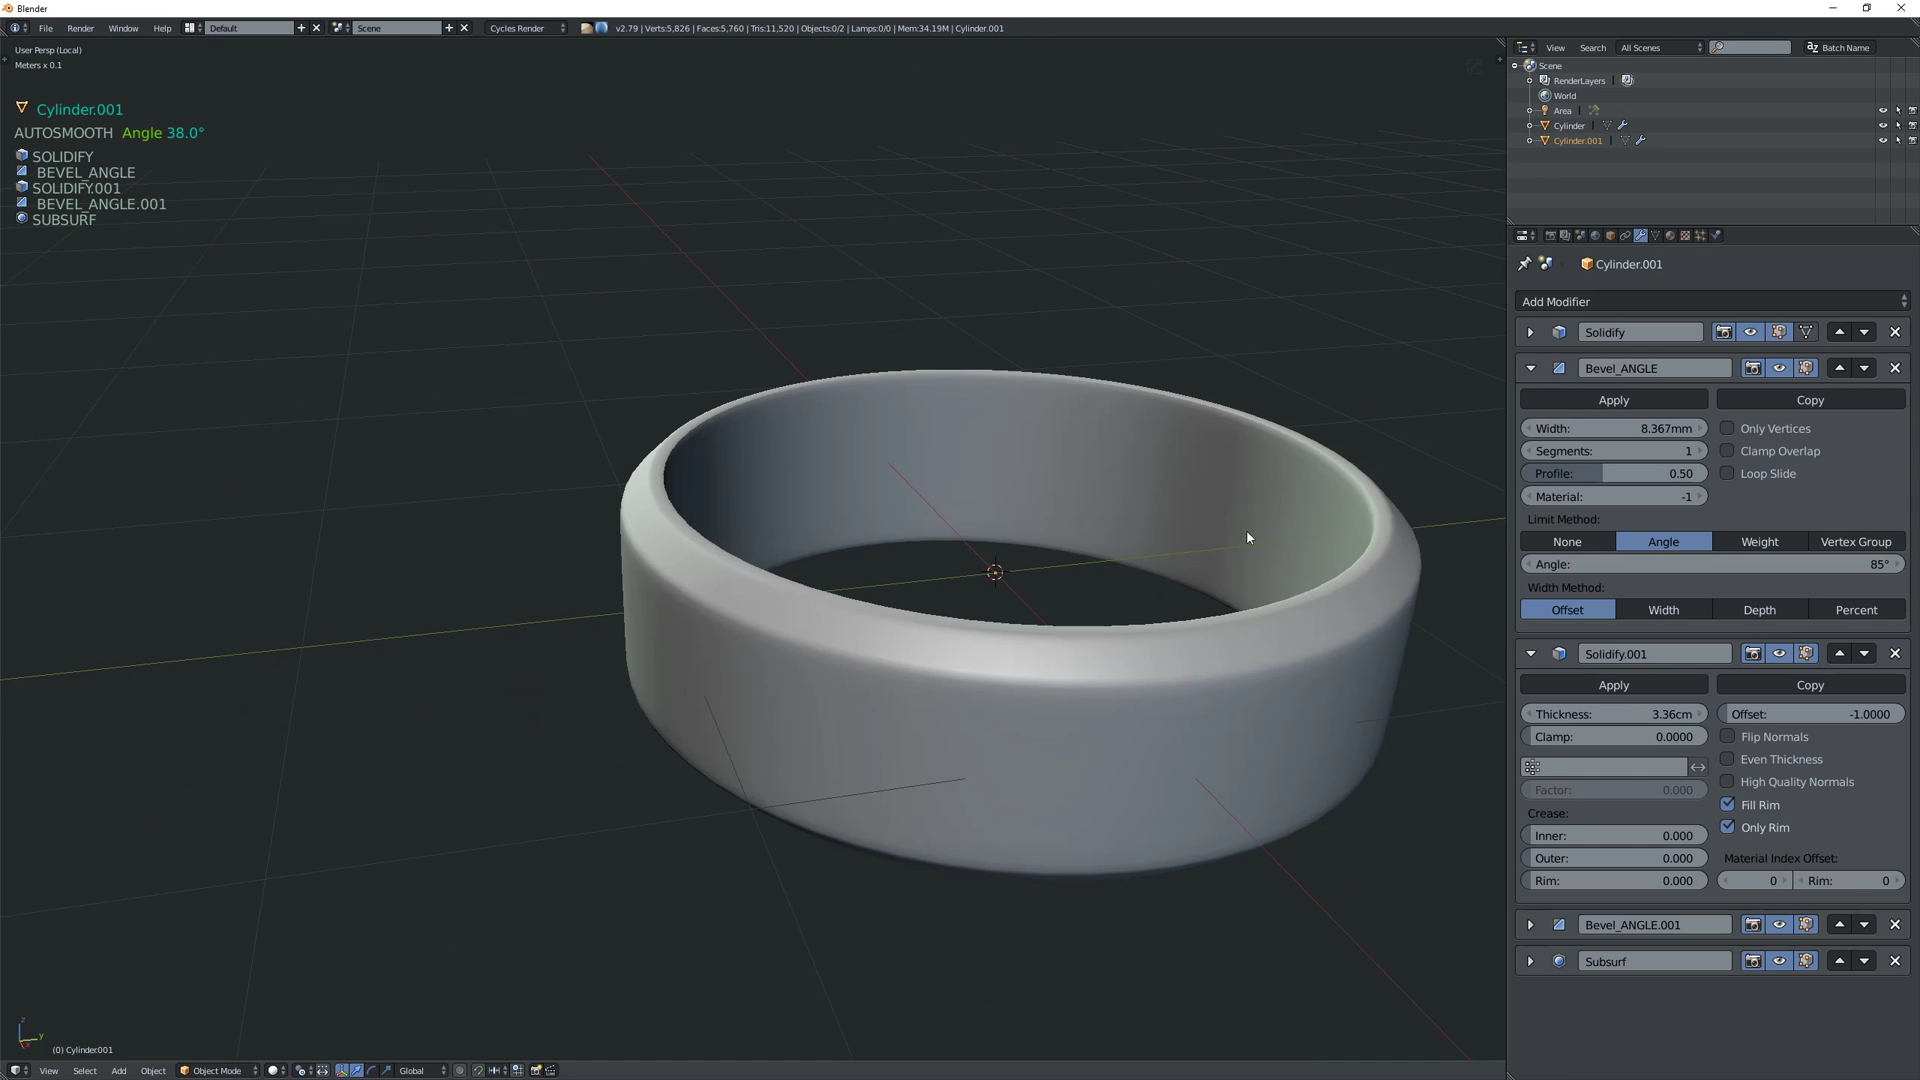 Blender
File Render Window Help Default Scene Cycles Render v2.79 | Verts:5,826 | Faces:5,760 | Tris:11,520 | Objects:0/2 | Lamps:0/0 | Mem:34.19M | Cylinder.001
User Persp (Local)
Meters x 0.1
Cylinder.001
AUTOSMOOTH Angle 38.0°
SOLIDIFY
BEVEL_ANGLE
SOLIDIFY.001
BEVEL_ANGLE.001
SUBSURF
z
y
x
(0) Cylinder.001
View Select Add Object Object Mode Global
View Search All Scenes Batch Name
Scene
RenderLayers |
World
Area |
Cylinder |
Cylinder.001 |
Cylinder.001
Add Modifier
Solidify
Bevel_ANGLE
Apply Copy
Width: 8.367mm Only Vertices
Segments: 1 Clamp Overlap
Profile: 0.50 Loop Slide
Material: -1
Limit Method:
None Angle Weight Vertex Group
Angle: 85°
Width Method:
Offset Width Depth Percent
Solidify.001
Apply Copy
Thickness: 3.36cm Offset: -1.0000
Clamp: 0.0000 Flip Normals
Even Thickness
High Quality Normals
Factor: 0.000
Fill Rim
Crease:
Only Rim
Inner: 0.000
Outer: 0.000 Material Index Offset:
Rim: 0.000 0 Rim: 0
Bevel_ANGLE.001
Subsurf